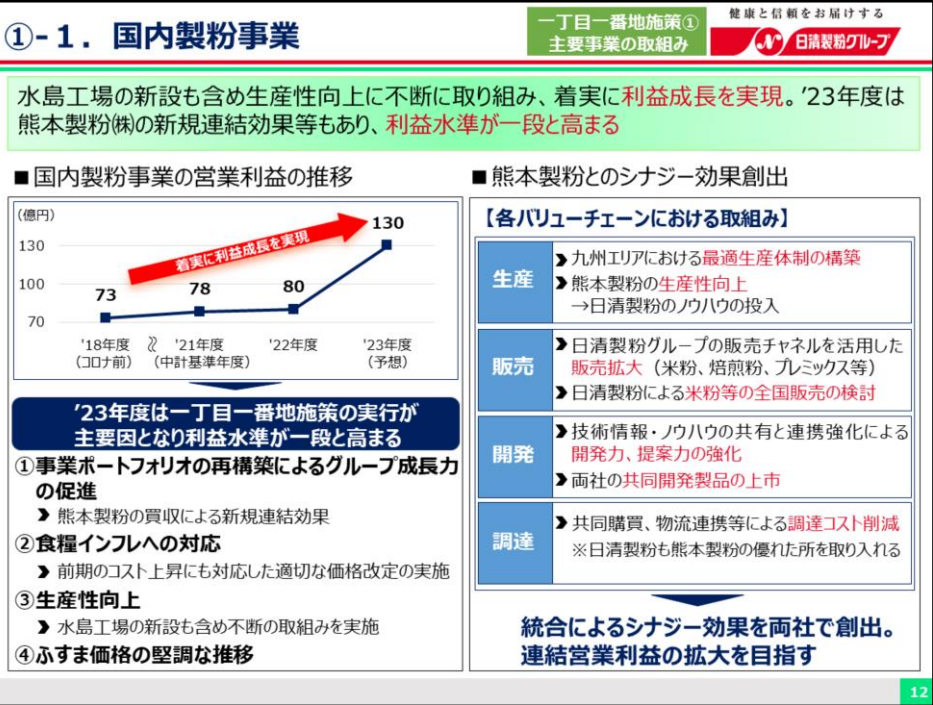 ①-１．国内製粉事業
一丁目一番地施策①
主要事業の取組み
健康と信頼をお届けする
日清製粉グループ
水島工場の新設も含め生産性向上に不断に取り組み、着実に利益成長を実現。’23年度は
熊本製粉㈱の新規連結効果等もあり、利益水準が一段と高まる
■国内製粉事業の営業利益の推移
(億円)
130
100
70
着実に利益成長を実現
73
78
80
130
'18年度
(コロナ前)
'21年度
(中計基準年度)
'22年度
'23年度
(予想)
’23年度は一丁目一番地施策の実行が
主要因となり利益水準が一段と高まる
①事業ポートフォリオの再構築によるグループ成長力
の促進
❯ 熊本製粉の買収による新規連結効果
②食糧インフレへの対応
❯ 前期のコスト上昇にも対応した適切な価格改定の実施
③生産性向上
❯ 水島工場の新設も含め不断の取組みを実施
④ふすま価格の堅調な推移
■熊本製粉とのシナジー効果創出
【各バリューチェーンにおける取組み】
生産
❯九州エリアにおける最適生産体制の構築
❯熊本製粉の生産性向上
→日清製粉のノウハウの投入
販売
❯日清製粉グループの販売チャネルを活用した
販売拡大（米粉、焙煎粉、プレミックス等）
❯日清製粉による米粉等の全国販売の検討
開発
❯技術情報・ノウハウの共有と連携強化による
開発力、提案力の強化
❯両社の共同開発製品の上市
調達
❯共同購買、物流連携等による調達コスト削減
※日清製粉も熊本製粉の優れた所を取り入れる
統合によるシナジー効果を両社で創出。
連結営業利益の拡大を目指す
12